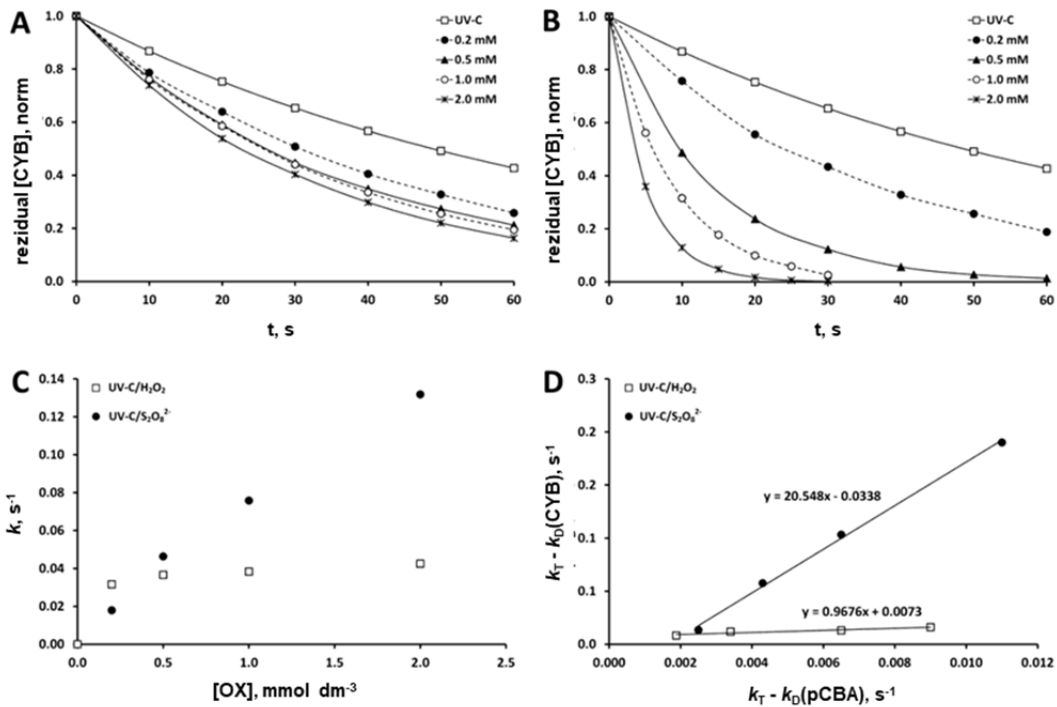 A
1.0
0.8
0.6
0.4
0.2
0.0
rezidual [CYB], norm
UV-C
0.2 mM
0.5 mM
1.0 mM
2.0 mM
0 10 20 30 40 50 60
t, s
B
1.0
0.8
0.6
0.4
0.2
0.0
rezidual [CYB], norm
UV-C
0.2 mM
0.5 mM
1.0 mM
2.0 mM
0 10 20 30 40 50 60
t, s
C
0.14
0.12
0.10
0.08
0.06
0.04
0.02
0.00
k, s⁻¹
UV-C/H₂O₂
UV-C/S₂O₈²⁻
0.0 0.5 1.0 1.5 2.0 2.5
[OX], mmol dm⁻³
D
0.3
0.2
0.2
0.1
0.1
0.0
k_T - k_D(CYB), s⁻¹
UV-C/H₂O₂
UV-C/S₂O₈²⁻
y = 20.548x - 0.0338
y = 0.9676x + 0.0073
0.000 0.002 0.004 0.006 0.008 0.010 0.012
k_T - k_D(pCBA), s⁻¹